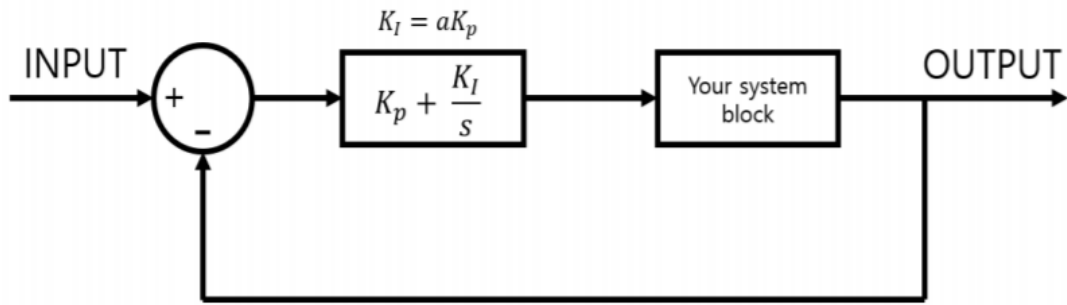 K_I = aK_p
INPUT
+
-
K_p + K_I/s
Your system
block
OUTPUT